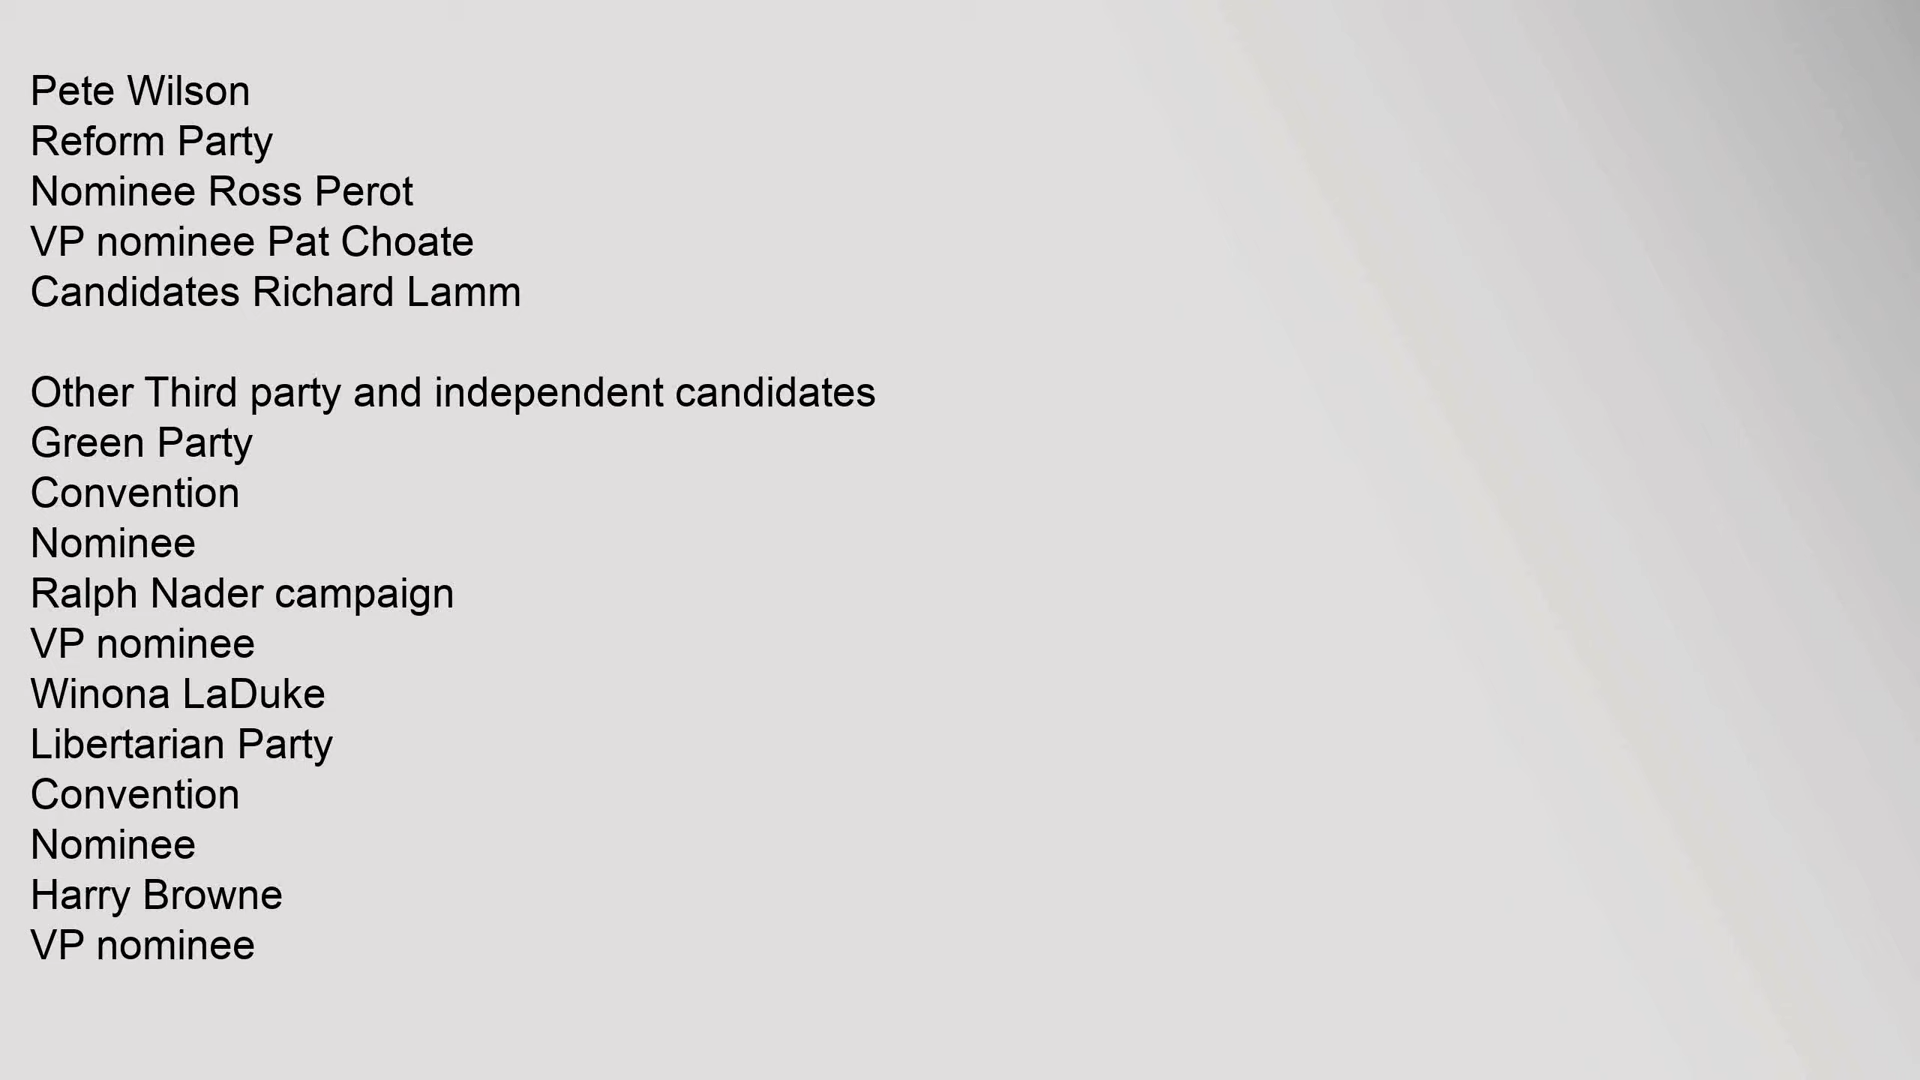 Pete Wilson
Reform Party
Nominee Ross Perot
VP nominee Pat Choate
Candidates Richard Lamm
Other Third party and independent candidates
Green Party
Convention
Nominee
Ralph Nader campaign
VP nominee
Winona LaDuke
Libertarian Party
Convention
Nominee
Harry Browne
VP nominee